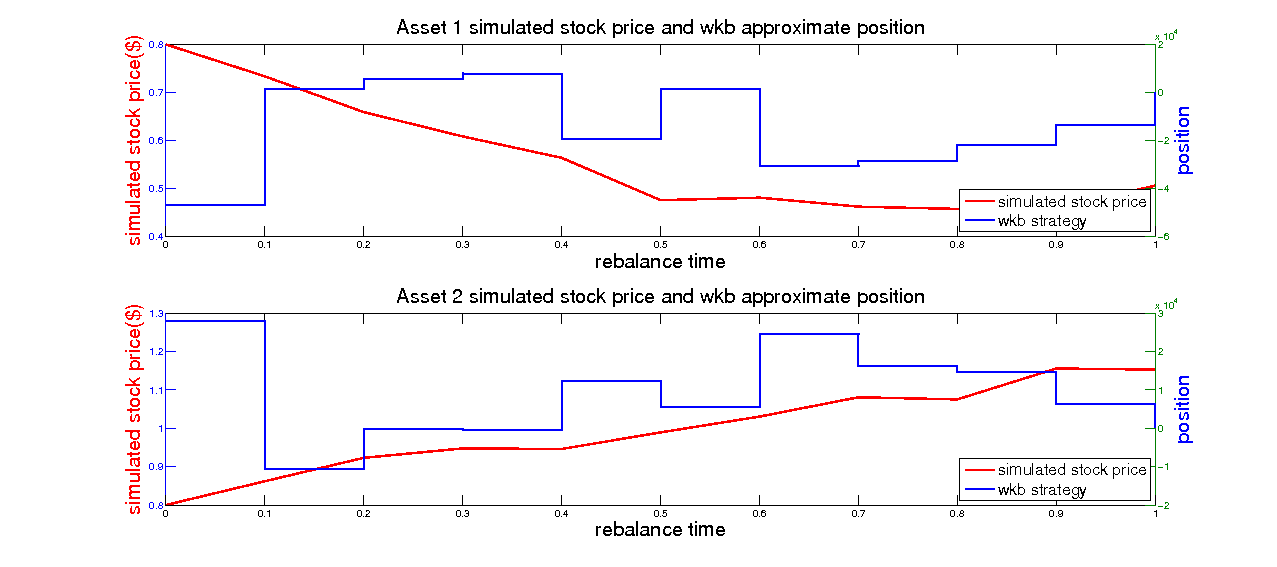 Asset 1 simulated stock price and wkb approximate position
x 10^4
simulated stock price($)
0.8
0.7
0.6
0.5
0.4
2
0
-2
-4
-6
position
simulated stock price
wkb strategy
0 0.1 0.2 0.3 0.4 0.5 0.6 0.7 0.8 0.9 1
rebalance time
Asset 2 simulated stock price and wkb approximate position
x 10^4
simulated stock price($)
1.3
1.2
1.1
1
0.9
0.8
3
2
1
0
-1
-2
position
simulated stock price
wkb strategy
0 0.1 0.2 0.3 0.4 0.5 0.6 0.7 0.8 0.9 1
rebalance time